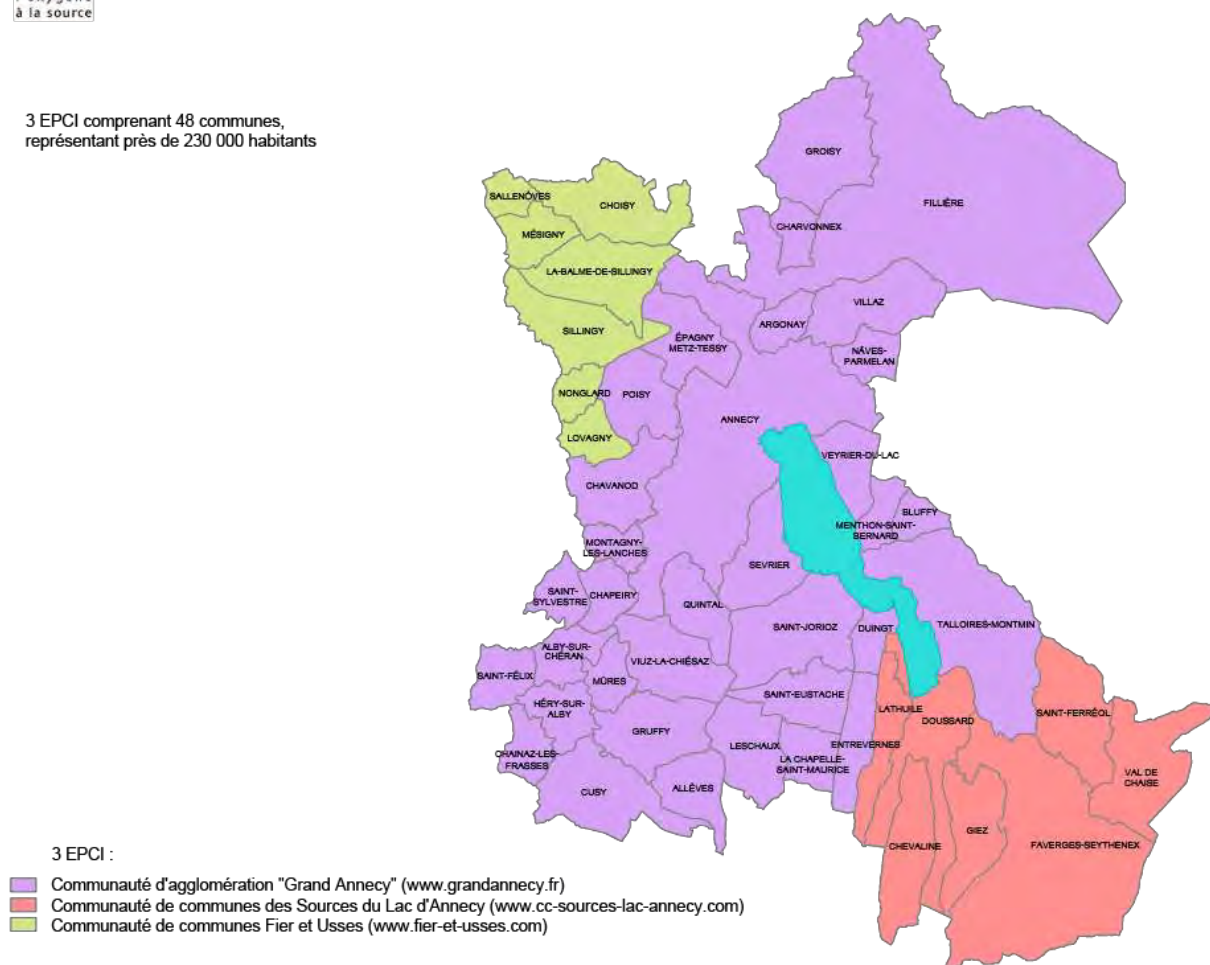 à la source
3 EPCI comprenant 48 communes,
représentant près de 230 000 habitants
GROISY
FILLIÈRE
SALLENÔVES
CHOISY
CHARVONNEX
MÉSIGNY
LA-BALME-DE-SILLINGY
VILLAZ
SILLINGY
ARGONAY
ÉPAGNY
METZ-TESSY
NÂVES-
PARMELAN
NONGLARD
POISY
ANNECY
LOVAGNY
VEYRIER-DU-LAC
CHAVANOD
BLUFFY
MENTHON-SAINT-
BERNARD
MONTAGNY-
LES-LANCHES
SEVRIER
SAINT-
SYLVESTRE
CHAPEIRY
QUINTAL
SAINT-JORIOZ
DUINGT
TALLOIRES-MONTMIN
ALBY-SUR-
CHÉRAN
VIUZ-LA-CHIÉSAZ
SAINT-FÉLIX
MÛRES
SAINT-EUSTACHE
HÉRY-SUR-
ALBY
LATHUILE
DOUSSARD
SAINT-FERRÉOL
GRUFFY
LESCHAUX
ENTREVERNES
CHAINAZ-LES-
FRASSES
LA CHAPELLE-
SAINT-MAURICE
VAL DE
CHAISE
CUSY
ALLÈVES
GIEZ
CHEVALINE
FAVERGES-SEYTHENEX
3 EPCI :
Communauté d'agglomération "Grand Annecy" (www.grandannecy.fr)
Communauté de communes des Sources du Lac d'Annecy (www.cc-sources-lac-annecy.com)
Communauté de communes Fier et Usses (www.fier-et-usses.com)